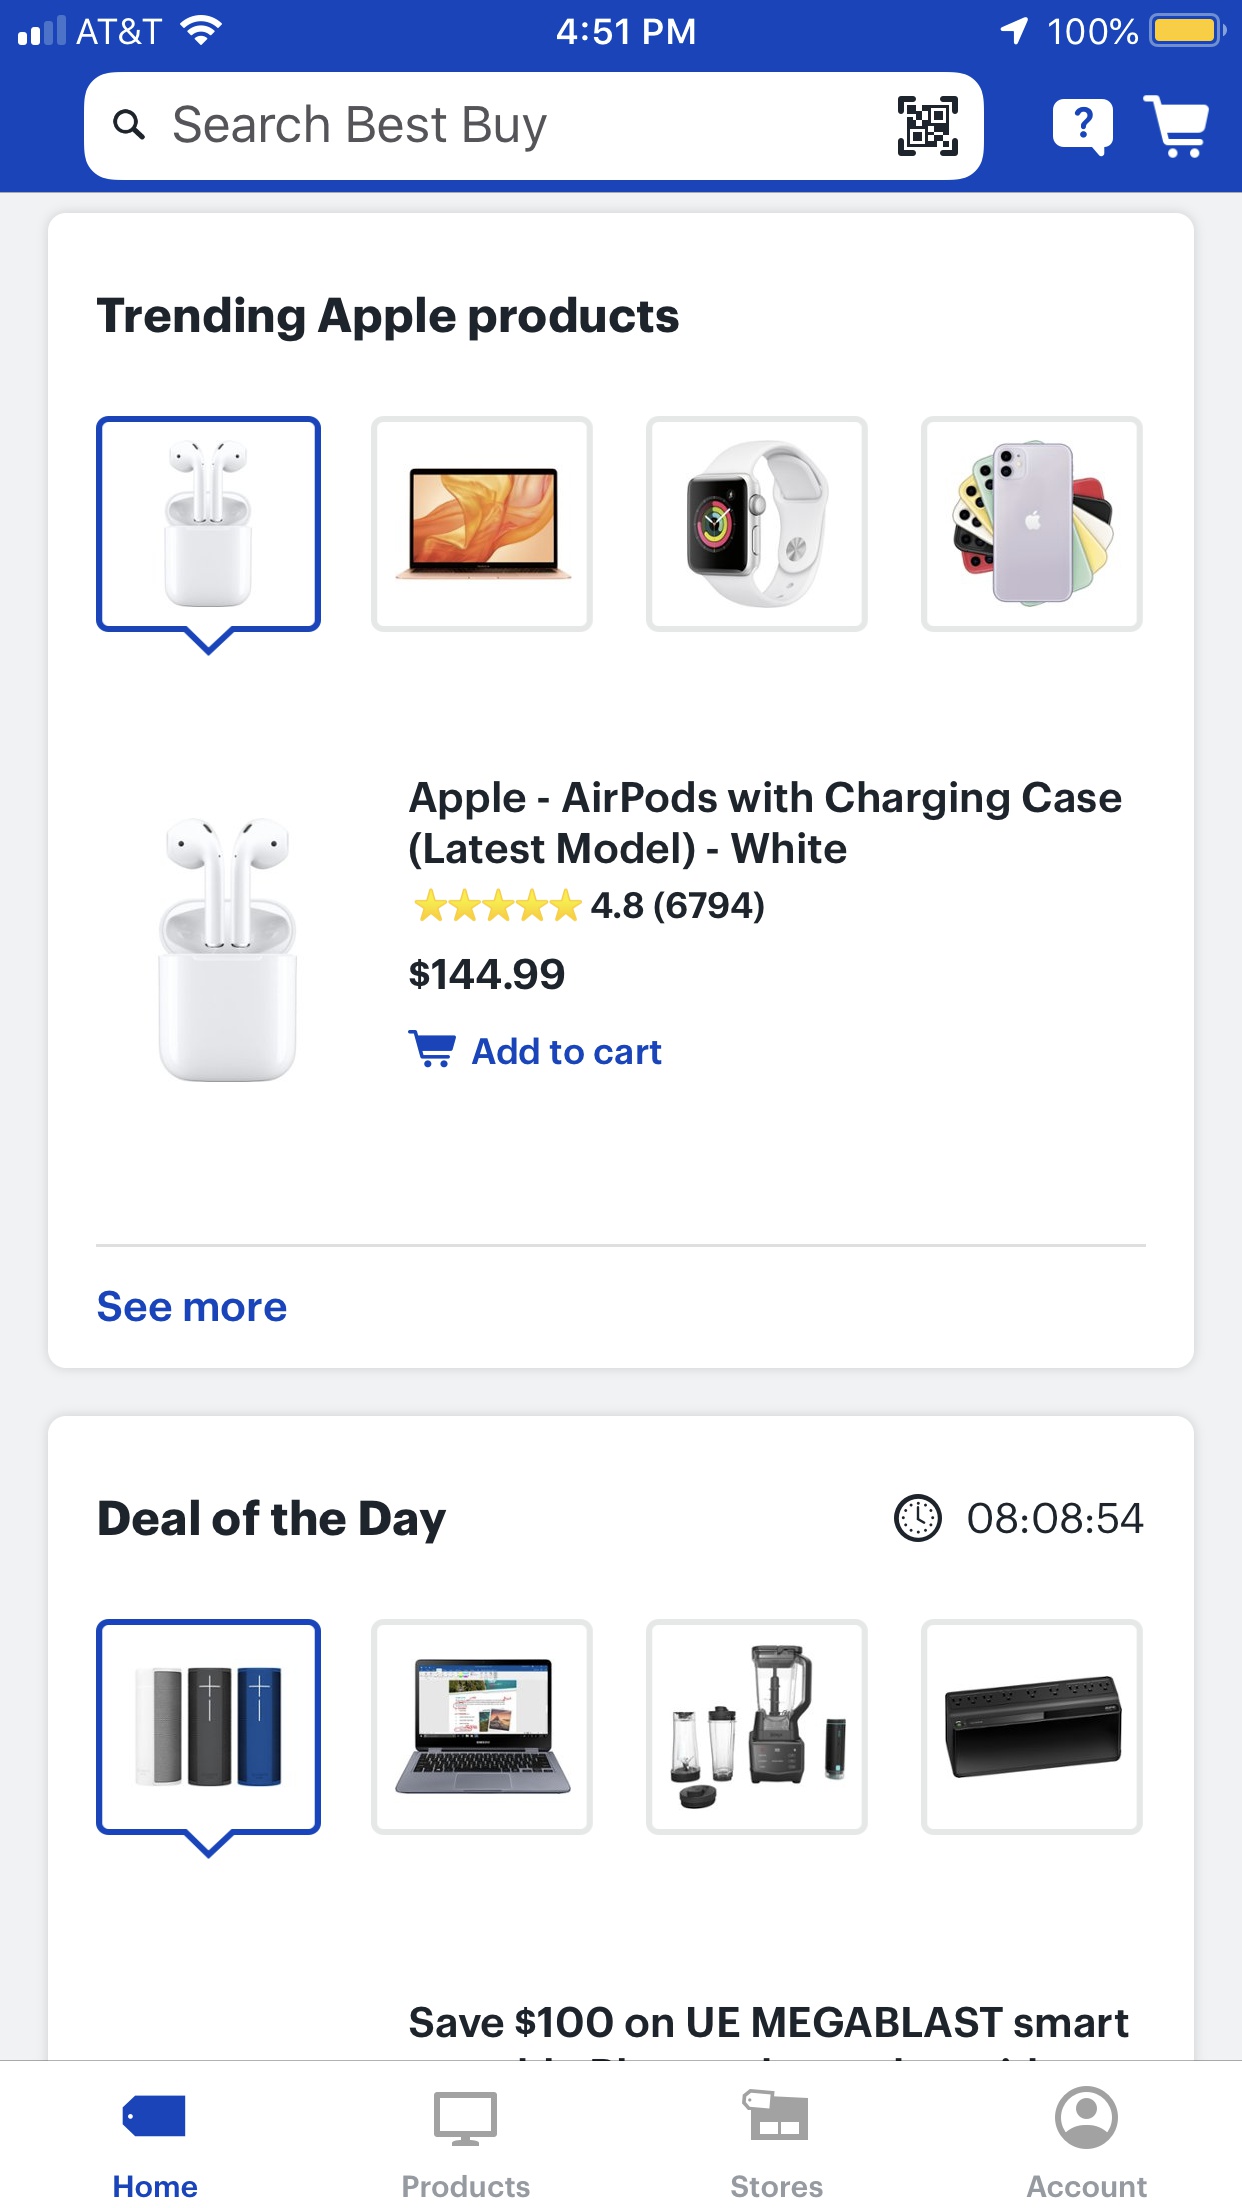 AT&T 4:51 PM 100%
Search Best Buy
Trending Apple products
Apple - AirPods with Charging Case
(Latest Model) - White
4.8 (6794)
$144.99
Add to cart
See more
Deal of the Day 08:08:54
Save $100 on UE MEGABLAST smart
Home Products Stores Account